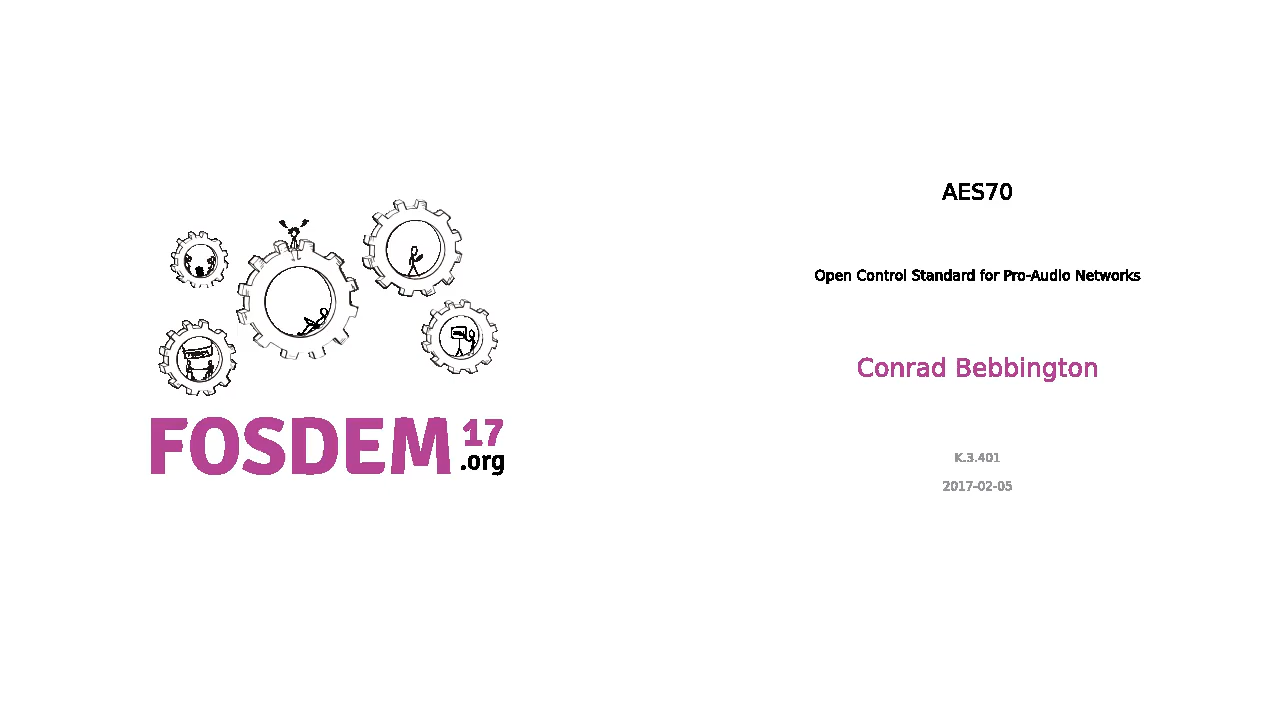 FOSDEM 17
.org
AES70
Open Control Standard for Pro-Audio Networks
Conrad Bebbington
K.3.401
2017-02-05